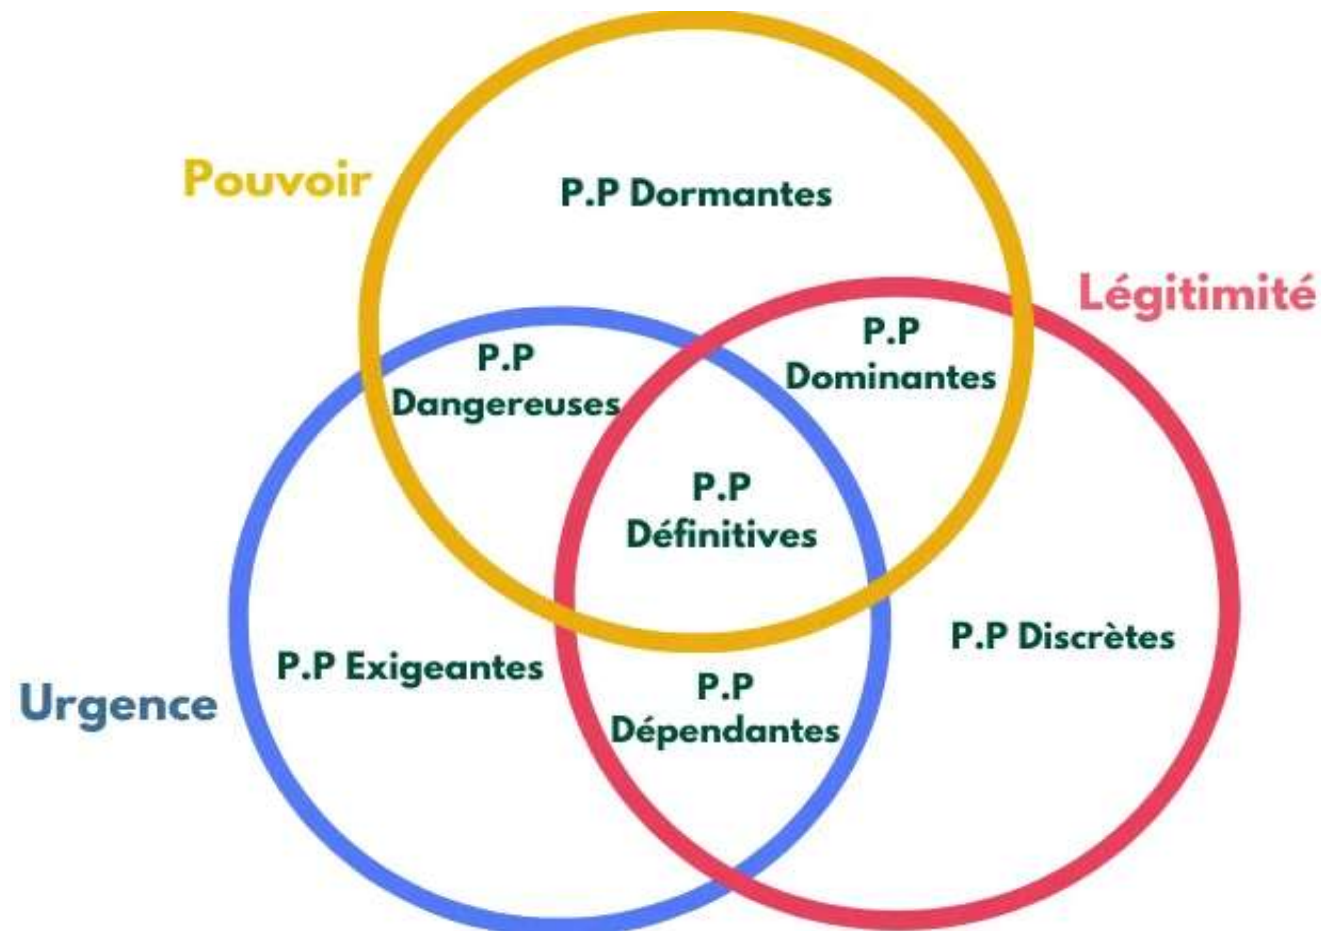 Pouvoir
P.P Dormantes
Légitimité
P.P
Dominantes
P.P
Dangereuses
P.P
Définitives
P.P Discrètes
P.P Exigeantes
Urgence
P.P
Dépendantes